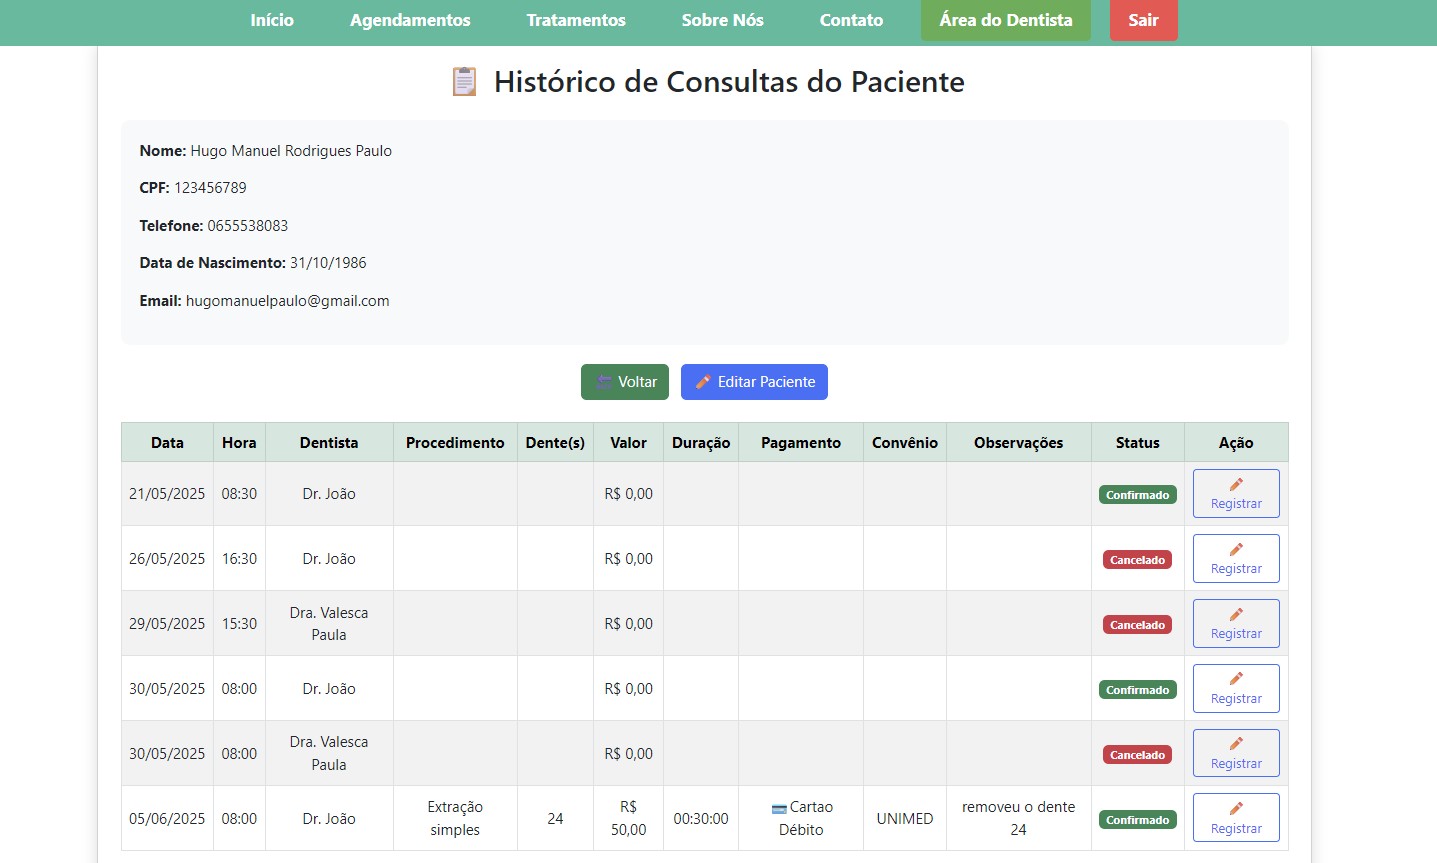 Início Agendamentos Tratamentos Sobre Nós Contato Área do Dentista Sair
Histórico de Consultas do Paciente
Nome: Hugo Manuel Rodrigues Paulo
CPF: 123456789
Telefone: 0655538083
Data de Nascimento: 31/10/1986
Email: hugomanuelpaulo@gmail.com
Voltar Editar Paciente
Data Hora Dentista Procedimento Dente(s) Valor Duração Pagamento Convênio Observações Status Ação
21/05/2025 08:30 Dr. João R$ 0,00 Confirmado Registrar
26/05/2025 16:30 Dr. João R$ 0,00 Cancelado Registrar
29/05/2025 15:30 Dra. Valesca Paula R$ 0,00 Cancelado Registrar
30/05/2025 08:00 Dr. João R$ 0,00 Confirmado Registrar
30/05/2025 08:00 Dra. Valesca Paula R$ 0,00 Cancelado Registrar
05/06/2025 08:00 Dr. João Extração simples 24 R$ 50,00 00:30:00 Cartao Débito UNIMED removeu o dente 24 Confirmado Registrar